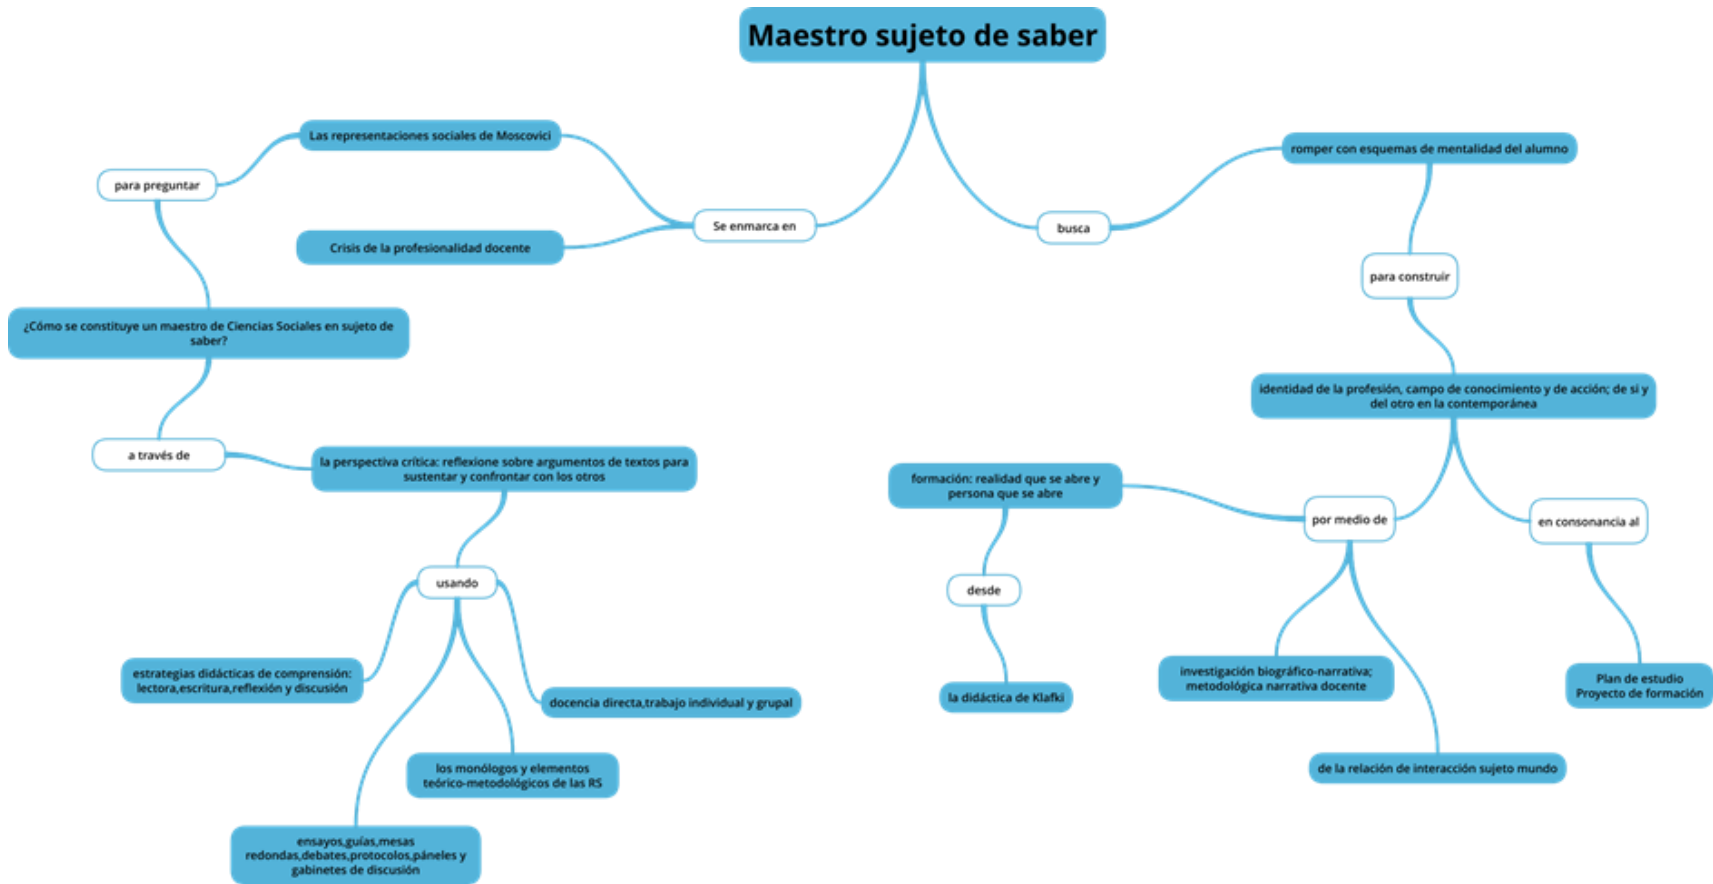 Maestro sujeto de saber
Las representaciones sociales de Moscovici
romper con esquemas de mentalidad del alumno
para preguntar
Se enmarca en
busca
Crisis de la profesionalidad docente
para construir
¿Cómo se constituye un maestro de Ciencias Sociales en sujeto de
saber?
identidad de la profesión, campo de conocimiento y de acción; de si y
del otro en la contemporánea
a través de
la perspectiva crítica: reflexione sobre argumentos de textos para
sustentar y confrontar con los otros
formación: realidad que se abre y
persona que se abre
por medio de
en consonancia al
usando
desde
estrategias didácticas de comprensión:
lectora,escritura,reflexión y discusión
docencia directa,trabajo individual y grupal
la didáctica de Klafki
investigación biográfico-narrativa;
metodológica narrativa docente
Plan de estudio
Proyecto de formación
los monólogos y elementos
teórico-metodológicos de las RS
de la relación de interacción sujeto mundo
ensayos,guías,mesas
redondas,debates,protocolos,páneles y
gabinetes de discusión